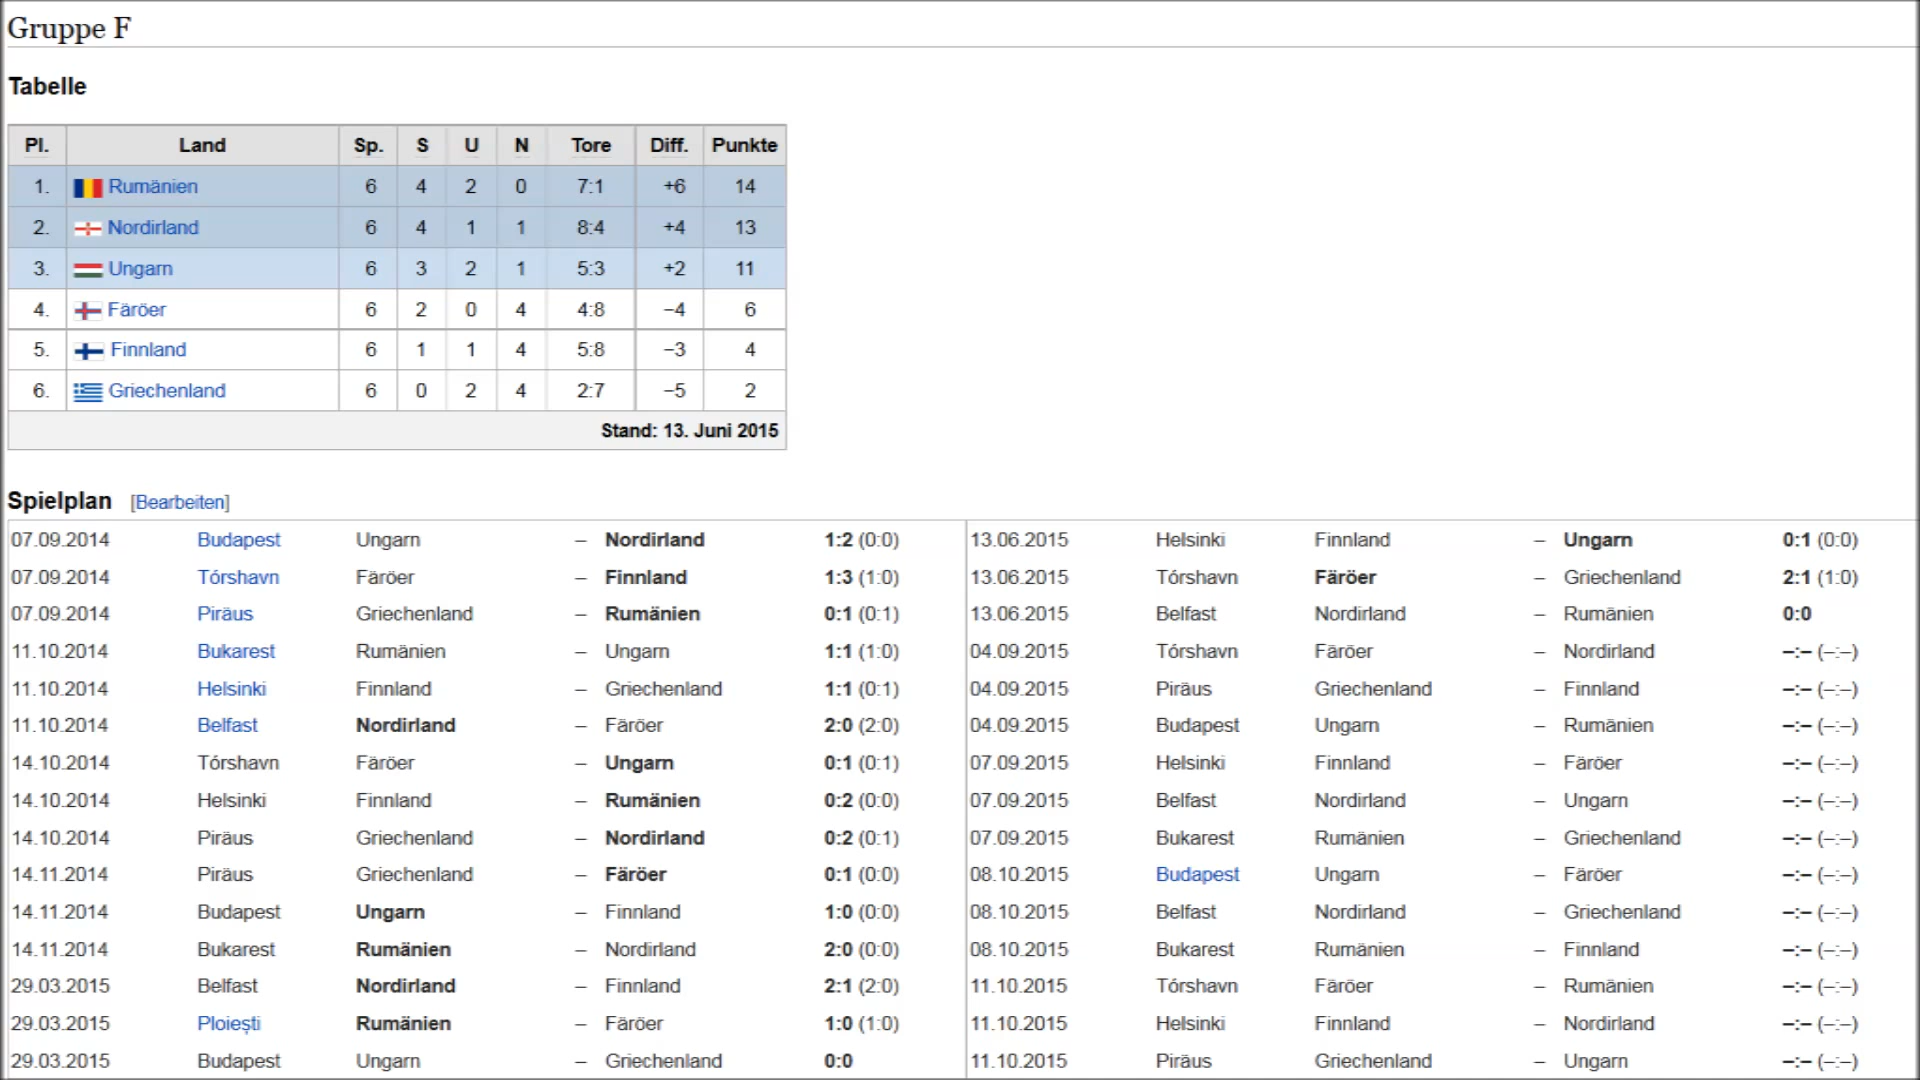 Gruppe F
Tabelle
Pl. Land Sp. S U N Tore Diff. Punkte
1. Rumänien 6 4 2 0 7:1 +6 14
2. Nordirland 6 4 1 1 8:4 +4 13
3. Ungarn 6 3 2 1 5:3 +2 11
4. Färöer 6 2 0 4 4:8 −4 6
5. Finnland 6 1 1 4 5:8 −3 4
6. Griechenland 6 0 2 4 2:7 −5 2
Stand: 13. Juni 2015
Spielplan [Bearbeiten]
07.09.2014 Budapest Ungarn – Nordirland 1:2 (0:0)
07.09.2014 Tórshavn Färöer – Finnland 1:3 (1:0)
07.09.2014 Piräus Griechenland – Rumänien 0:1 (0:1)
11.10.2014 Bukarest Rumänien – Ungarn 1:1 (1:0)
11.10.2014 Helsinki Finnland – Griechenland 1:1 (0:1)
11.10.2014 Belfast Nordirland – Färöer 2:0 (2:0)
14.10.2014 Tórshavn Färöer – Ungarn 0:1 (0:1)
14.10.2014 Helsinki Finnland – Rumänien 0:2 (0:0)
14.10.2014 Piräus Griechenland – Nordirland 0:2 (0:1)
14.11.2014 Piräus Griechenland – Färöer 0:1 (0:0)
14.11.2014 Budapest Ungarn – Finnland 1:0 (0:0)
14.11.2014 Bukarest Rumänien – Nordirland 2:0 (0:0)
29.03.2015 Belfast Nordirland – Finnland 2:1 (2:0)
29.03.2015 Ploiești Rumänien – Färöer 1:0 (1:0)
29.03.2015 Budapest Ungarn – Griechenland 0:0
13.06.2015 Helsinki Finnland – Ungarn 0:1 (0:0)
13.06.2015 Tórshavn Färöer – Griechenland 2:1 (1:0)
13.06.2015 Belfast Nordirland – Rumänien 0:0
04.09.2015 Tórshavn Färöer – Nordirland –:– (–:–)
04.09.2015 Piräus Griechenland – Finnland –:– (–:–)
04.09.2015 Budapest Ungarn – Rumänien –:– (–:–)
07.09.2015 Helsinki Finnland – Färöer –:– (–:–)
07.09.2015 Belfast Nordirland – Ungarn –:– (–:–)
07.09.2015 Bukarest Rumänien – Griechenland –:– (–:–)
08.10.2015 Budapest Ungarn – Färöer –:– (–:–)
08.10.2015 Belfast Nordirland – Griechenland –:– (–:–)
08.10.2015 Bukarest Rumänien – Finnland –:– (–:–)
11.10.2015 Tórshavn Färöer – Rumänien –:– (–:–)
11.10.2015 Helsinki Finnland – Nordirland –:– (–:–)
11.10.2015 Piräus Griechenland – Ungarn –:– (–:–)